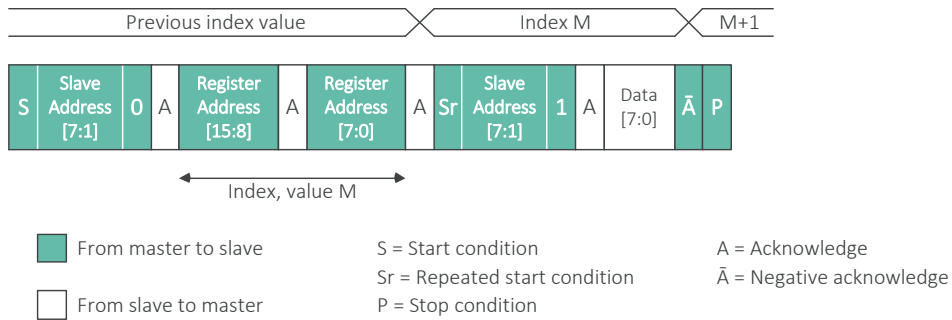 Previous index value
Index M
M+1
S
Slave
Address
[7:1]
0
A
Register
Address
[15:8]
A
Register
Address
[7:0]
A
Sr
Slave
Address
[7:1]
1
A
Data
[7:0]
Ā
P
Index, value M
From master to slave
From slave to master
S = Start condition
Sr = Repeated start condition
P = Stop condition
A = Acknowledge
Ā = Negative acknowledge